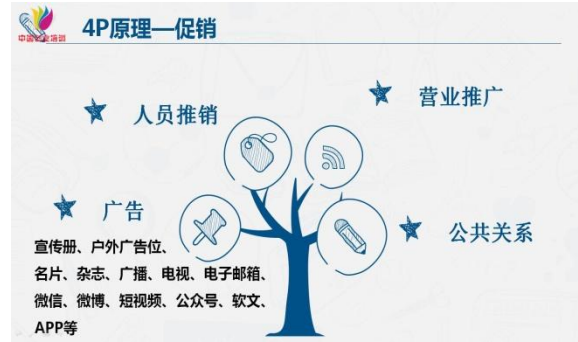 4P原理—促销
人员推销
营业推广
广告
公共关系
宣传册、户外广告位、
名片、杂志、广播、电视、电子邮箱、
微信、微博、短视频、公众号、软文、
APP等